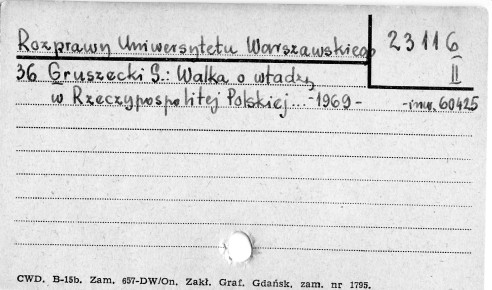 Rozprawy Uniwersytetu Warszawskiego
23116
II
36 Gruszecki S.: Walka o władzę
w Rzeczypospolitej Polskiej...-1969- -inw. 60425
CWD. B-15b. Zam. 657-DW/On. Zakł. Graf. Gdańsk, zam. nr 1795.